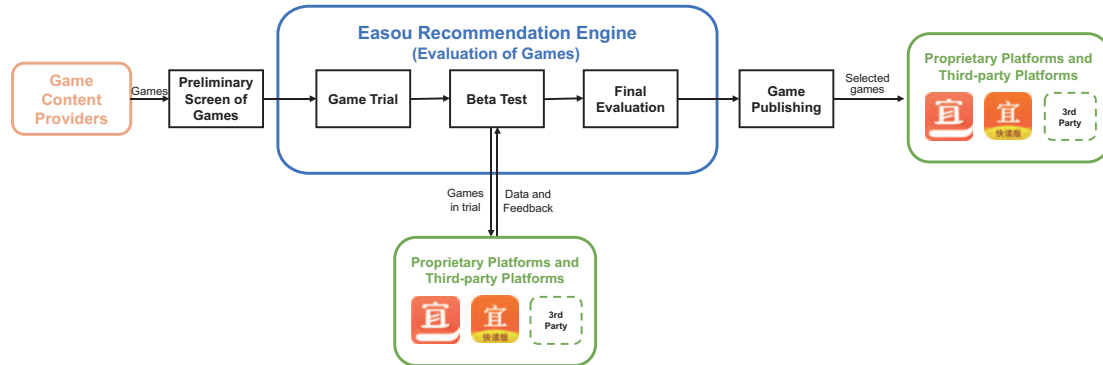 Easou Recommendation Engine
(Evaluation of Games)
Game
Content
Providers
Games
Preliminary
Screen of
Games
Game Trial
Beta Test
Final
Evaluation
Game
Publishing
Selected
games
Proprietary Platforms and
Third-party Platforms
宜
宜
快读版
3rd
Party
Games
in trial
Data and
Feedback
Proprietary Platforms and
Third-party Platforms
宜
宜
快读版
3rd
Party